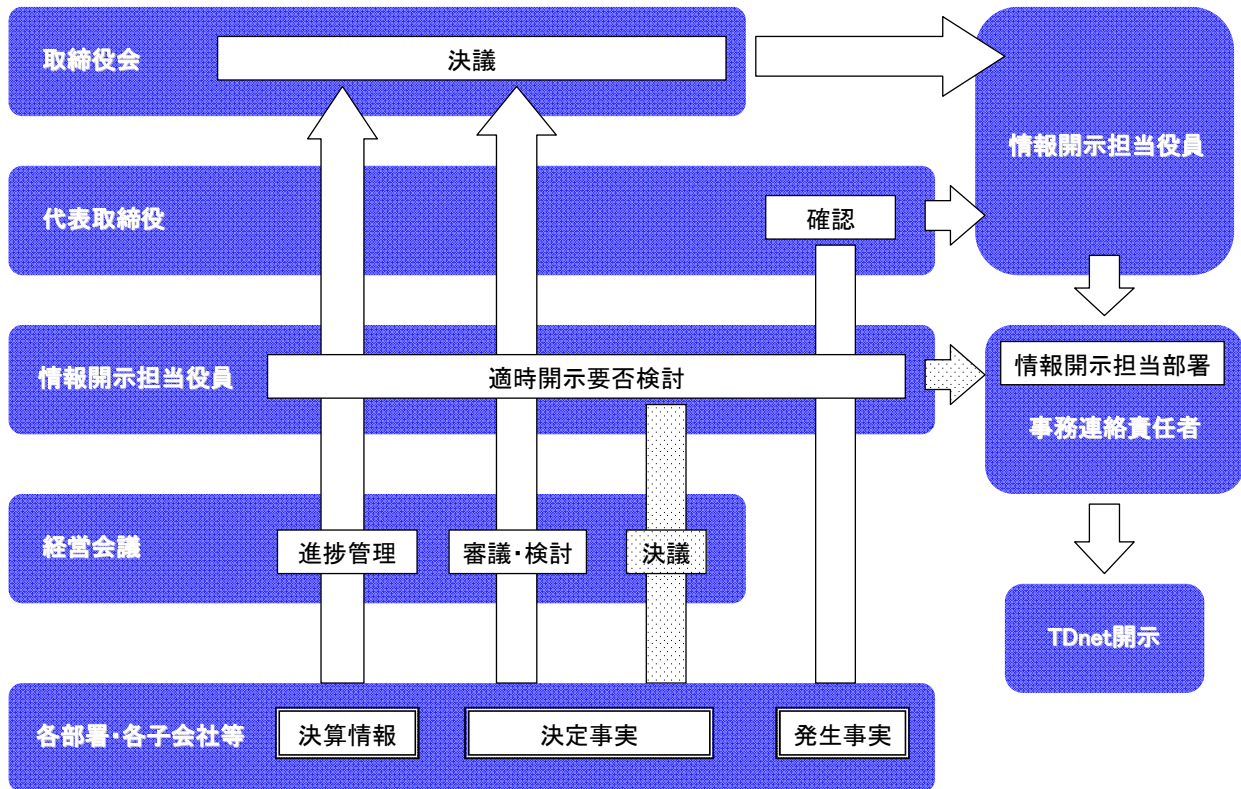 取締役会
決議
情報開示担当役員
代表取締役
確認
情報開示担当役員
適時開示要否検討
情報開示担当部署
事務連絡責任者
経営会議
進捗管理
審議・検討
決議
TDnet開示
各部署・各子会社等
決算情報
決定事実
発生事実